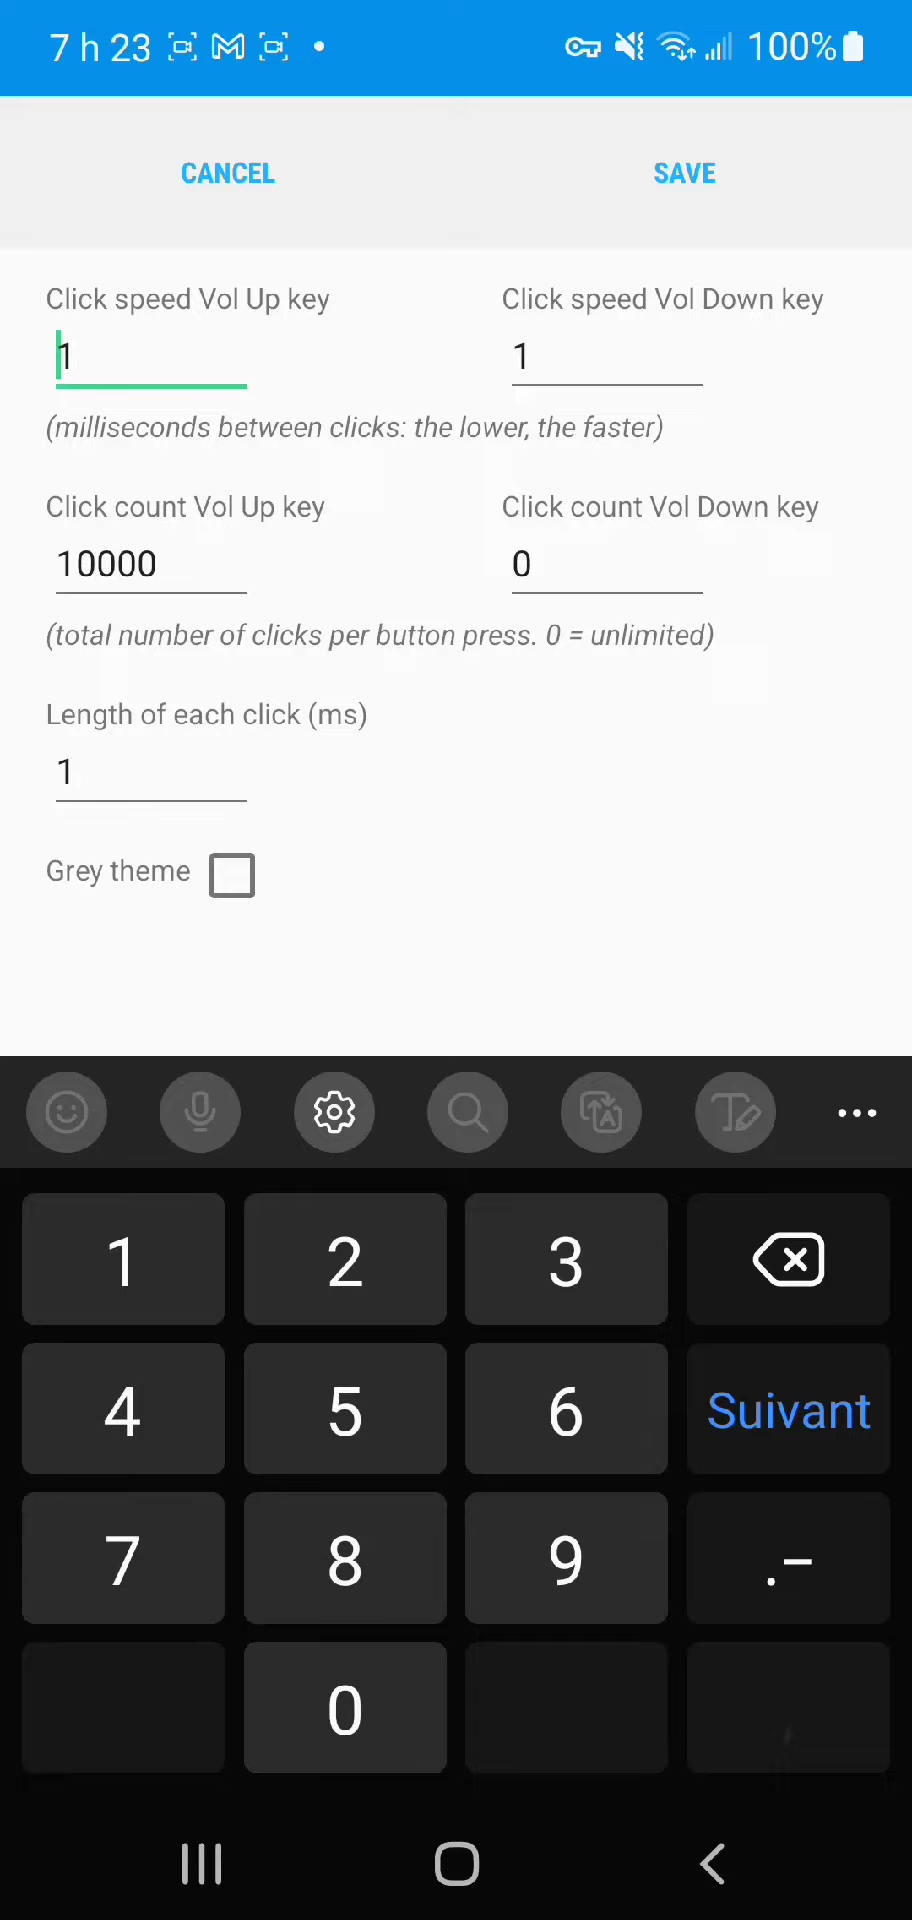 7 h 23 100%
CANCEL SAVE
Click speed Vol Up key Click speed Vol Down key
1 1
(milliseconds between clicks: the lower, the faster)
Click count Vol Up key Click count Vol Down key
10000 0
(total number of clicks per button press. 0 = unlimited)
Length of each click (ms)
1
Grey theme
1 2 3
4 5 6 Suivant
7 8 9 .–
0